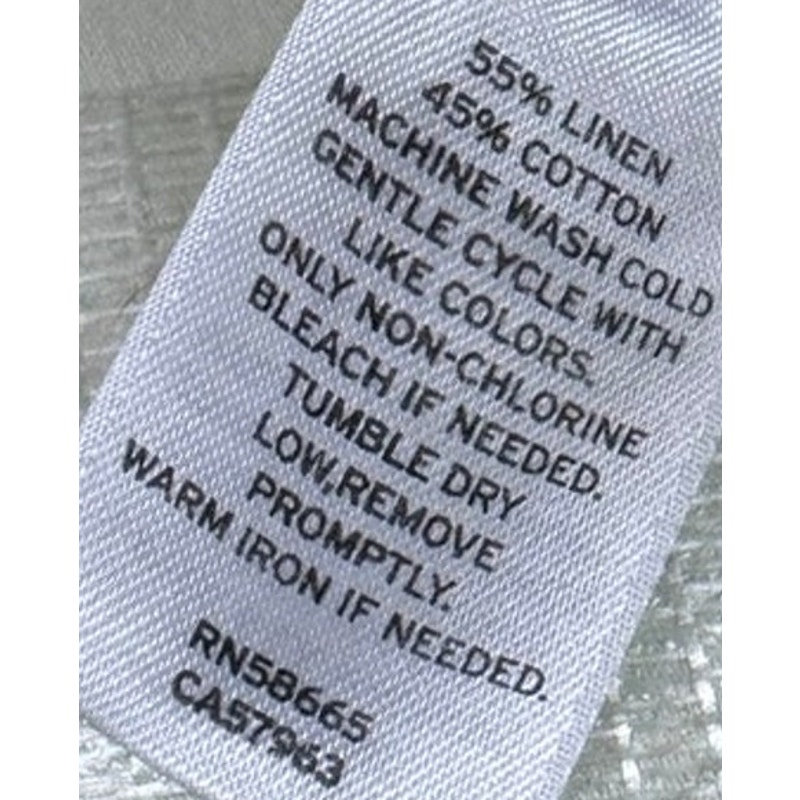 55% LINEN
45% COTTON
MACHINE WASH COLD
GENTLE CYCLE WITH
LIKE COLORS.
ONLY NON-CHLORINE
BLEACH IF NEEDED.
TUMBLE DRY
LOW,REMOVE
PROMPTLY.
WARM IRON IF NEEDED.
RN58665
CA57963